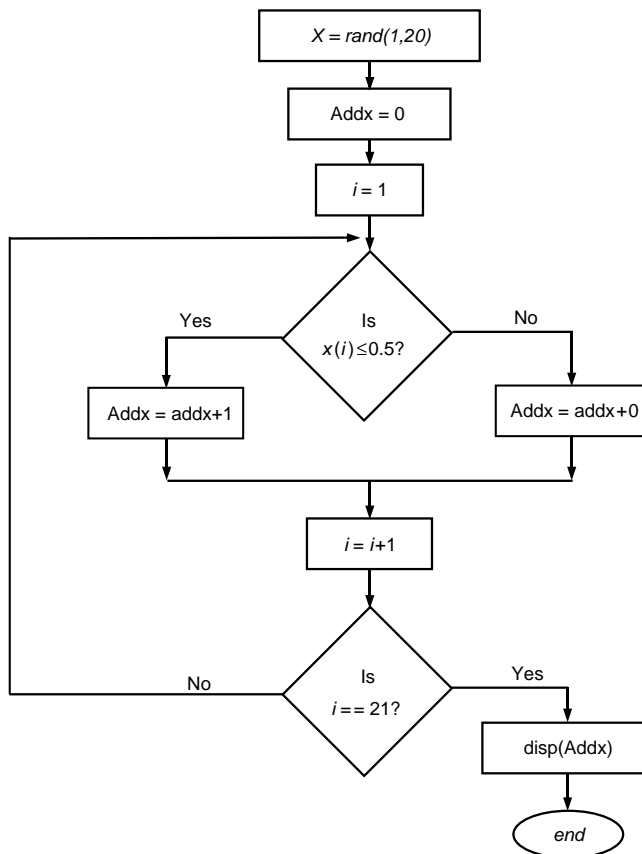 X = rand(1,20)
Addx = 0
i = 1
Is
x(i)≤0.5?
Yes
No
Addx = addx+1
Addx = addx+0
i = i+1
Is
i == 21?
No
Yes
disp(Addx)
end